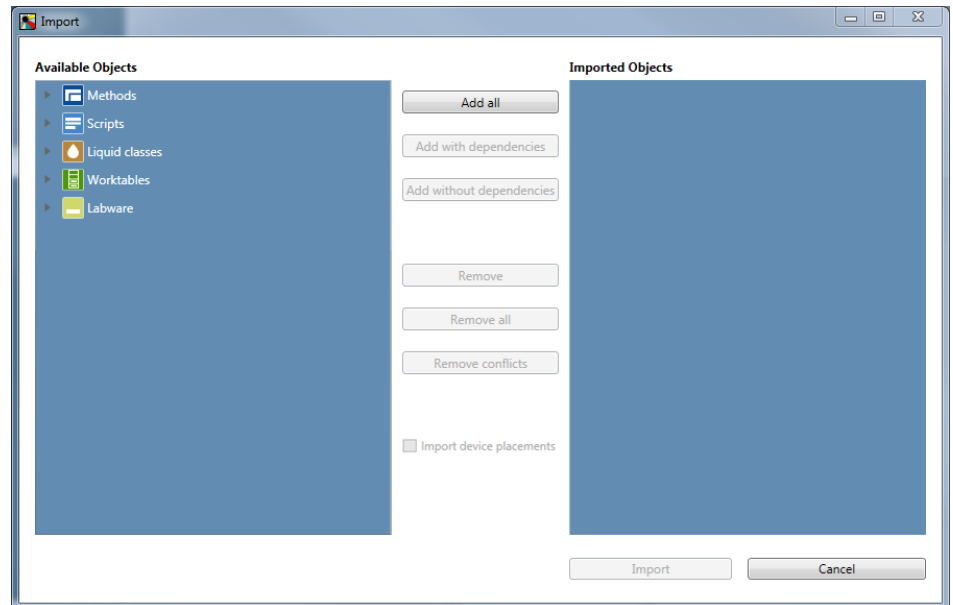 Import
Available Objects
Imported Objects
Methods
Scripts
Liquid classes
Worktables
Labware
Add all
Add with dependencies
Add without dependencies
Remove
Remove all
Remove conflicts
Import device placements
Import
Cancel